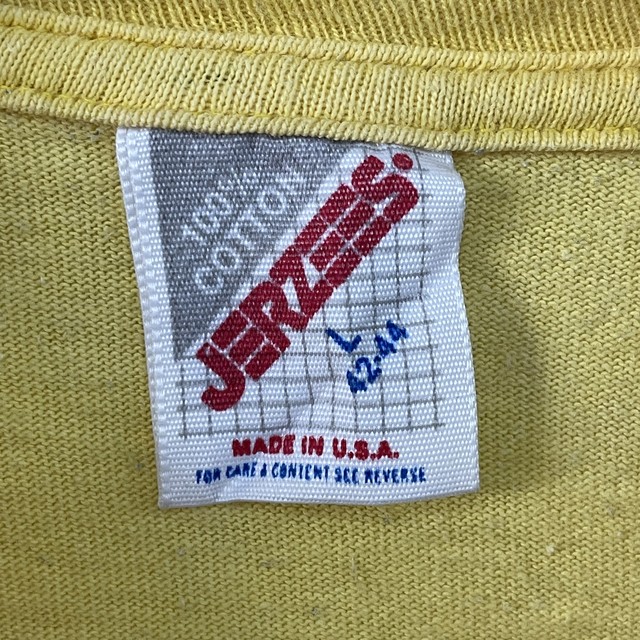 100%
COTTON
JERZEES.
L
42-44
MADE IN U.S.A.
FOR CARE & CONTENT SEE REVERSE